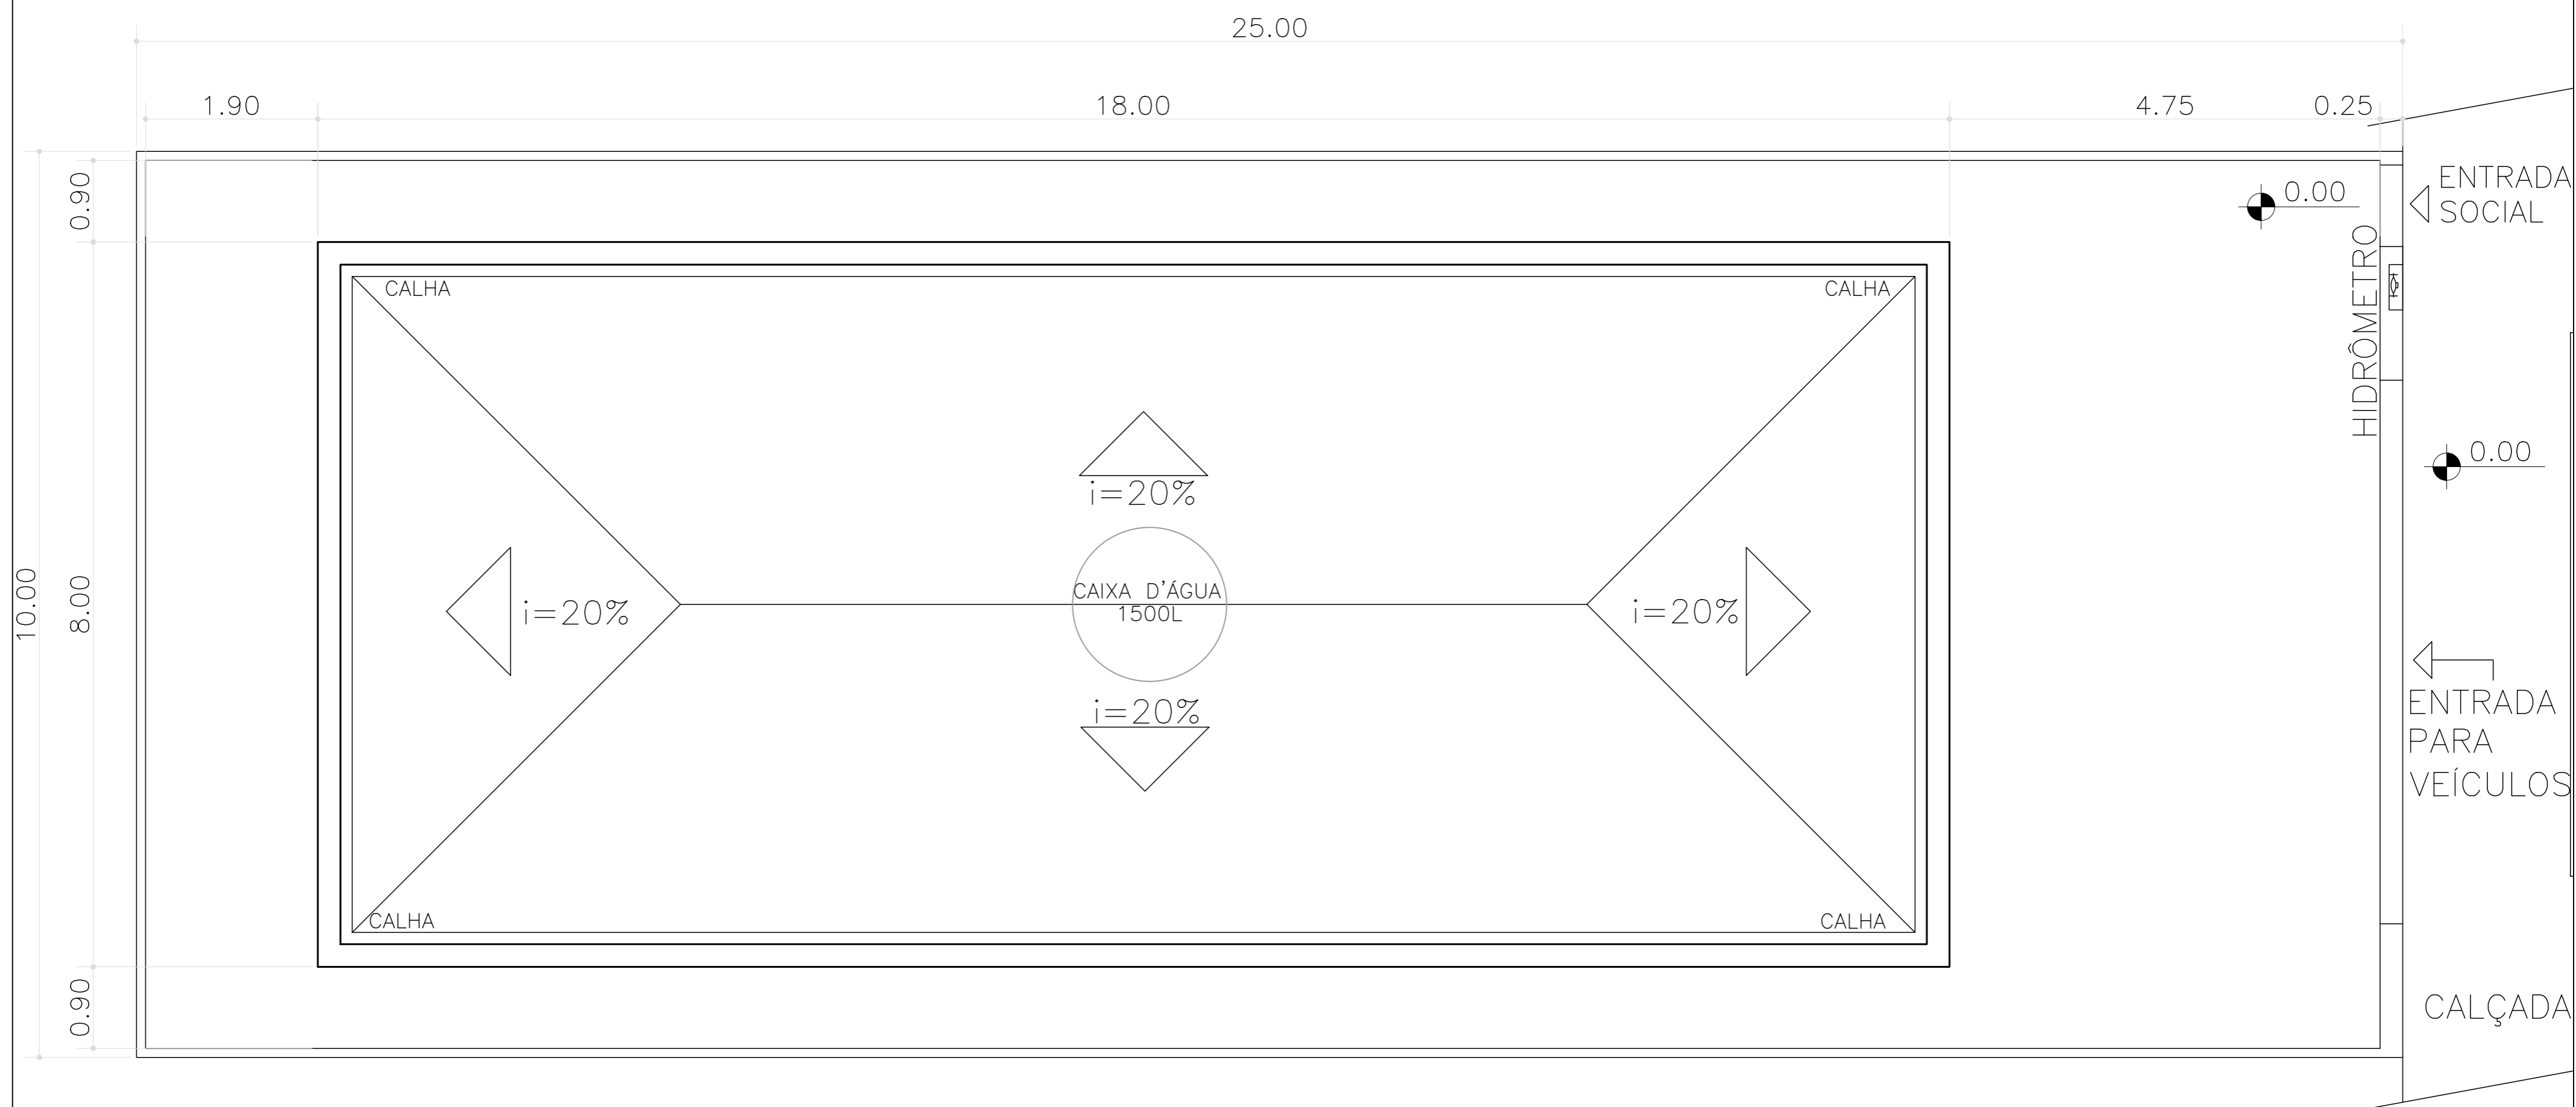 25.00
1.90
18.00
4.75
0.25
0.90
8.00
0.90
10.00
0.00
ENTRADA
SOCIAL
HIDRÔMETRO
CALHA
CALHA
i=20%
CAIXA D'ÁGUA
1500L
i=20%
i=20%
i=20%
0.00
ENTRADA
PARA
VEÍCULOS
CALHA
CALHA
CALÇADA